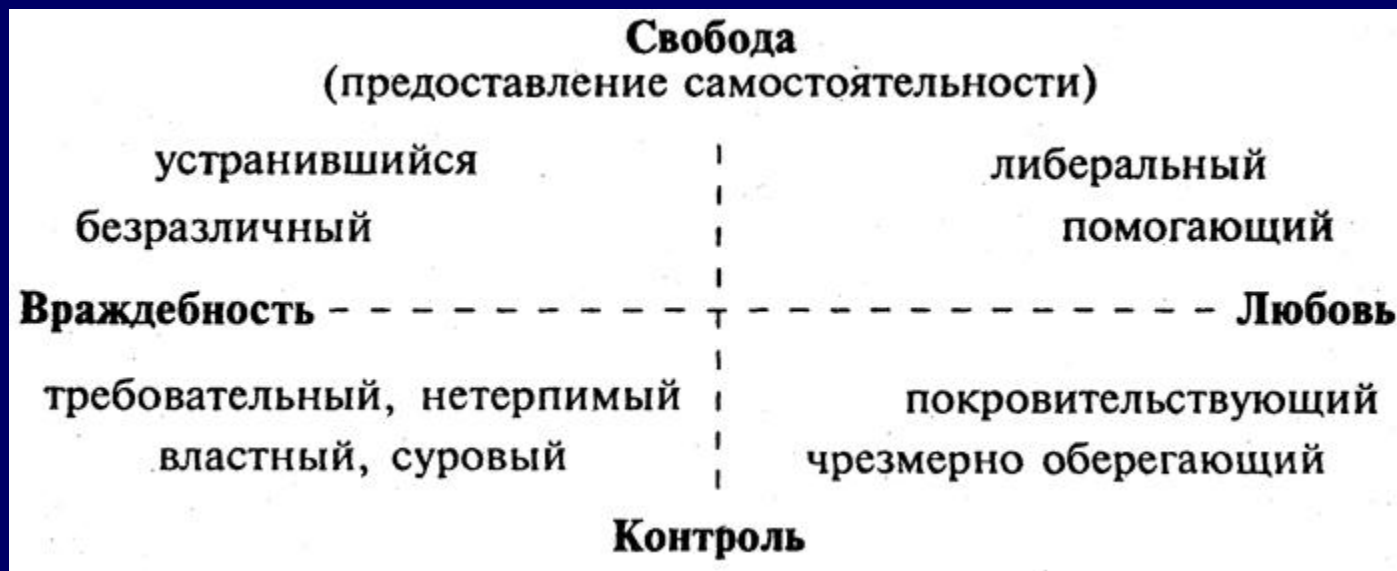 Свобода
(предоставление самостоятельности)
устранившийся либеральный
безразличный помогающий
Враждебность Любовь
требовательный, нетерпимый покровительствующий
властный, суровый чрезмерно оберегающий
Контроль